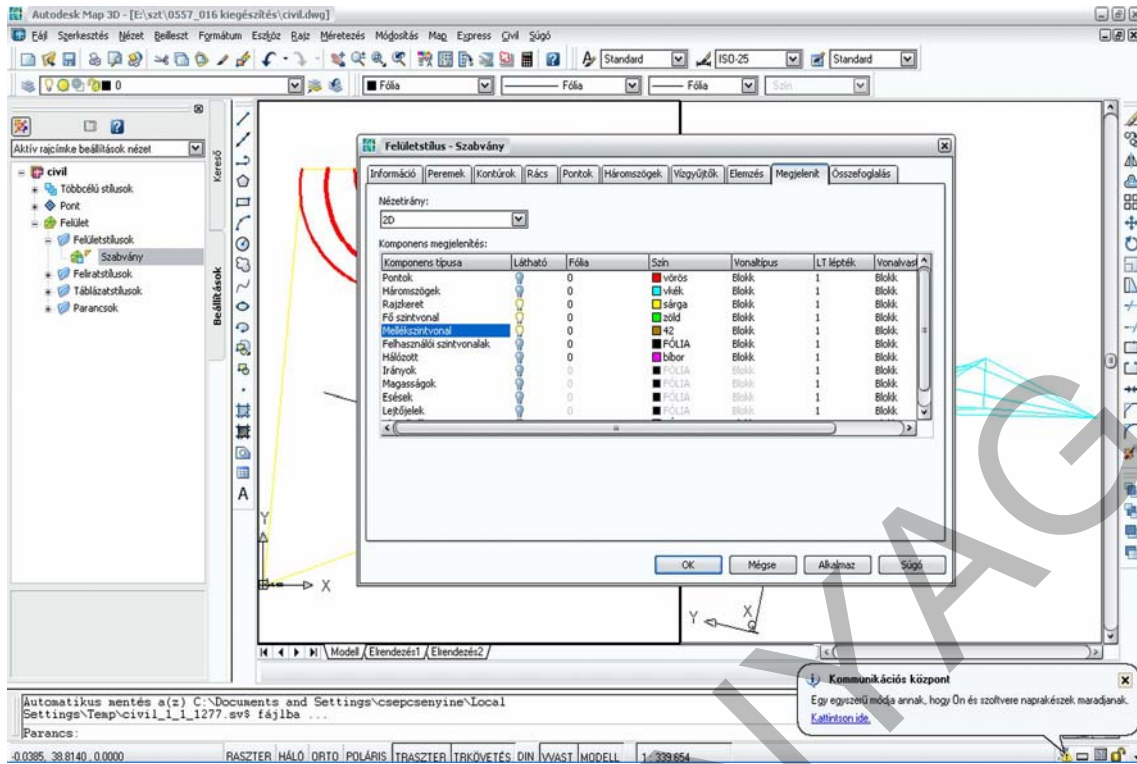 Autodesk Map 3D - [E:\szt\0557_016 kiegészítés\civil.dwg]
Fájl Szerkesztés Nézet Beilleszt Formátum Eszköz Rajz Méretezés Módosítás Map Express Civil Súgó
Standard ISO-25 Standard
0 Fólia Fólia Fólia Szín
Aktív rajzcímke beállítások nézet
Kereső
Beállítások
civil
Többcélú stílusok
Pont
Felület
Felületstílusok
Szabvány
Feliratstílusok
Táblázatstílusok
Parancsok
Felületstílus - Szabvány
Információ Peremek Kontúrok Rács Pontok Háromszögek Vízgyűjtők Elemzés Megjelenít Összefoglalás
Nézetirány:
2D
Komponens megjelenítés:
Komponens típusa Látható Fólia Szín Vonaltípus LT lépték Vonalvast
Pontok 0 vörös Blokk 1 Blokk
Háromszögek 0 vkék Blokk 1 Blokk
Rajzkeret 0 sárga Blokk 1 Blokk
Fő szintvonal 0 zöld Blokk 1 Blokk
Mellékszintvonal 0 42 Blokk 1 Blokk
Felhasználói szintvonalak 0 FÓLIA Blokk 1 Blokk
Hálózott 0 bíbor Blokk 1 Blokk
Irányok 0 FÓLIA Blokk 1 Blokk
Magasságok 0 FÓLIA Blokk 1 Blokk
Esések 0 FÓLIA Blokk 1 Blokk
Lejtőjelek 0 FÓLIA Blokk 1 Blokk
OK Mégse Alkalmaz Súgó
Y
X
Y
X
Modell Elrendezés1 Elrendezés2
Kommunikációs központ
Egy egyszerű módja annak, hogy Ön és szoftvere naprakészek maradjanak.
Kattintson ide.
Automatikus mentés a(z) C:\Documents and Settings\csepcsenyine\Local
Settings\Temp\civil_1_1_1277.sv$ fájlba ...
Parancs:
-0.0385, 38.8140, 0.0000 RASZTER HÁLÓ ORTO POLÁRIS TRASZTER TRKÖVETÉS DIN VVAST MODELL 1 : 339.654
YAG